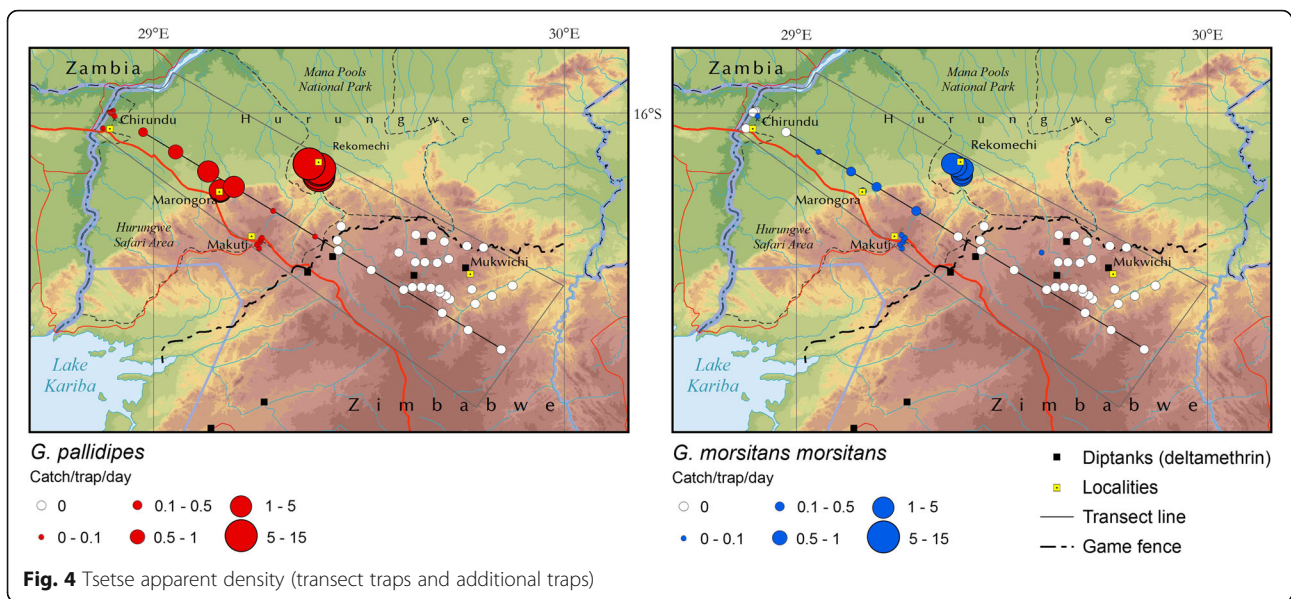 29°E 30°E
Zambia
Mana Pools
National Park
Chirundu
Hurungwe
Rekomechi
Marongora
Hurungwe
Safari Area
Makuti
Mukwichi
Lake
Kariba
Zimbabwe
29°E 30°E
16°S
Zambia
Mana Pools
National Park
Chirundu
Hurungwe
Rekomechi
Marongora
Hurungwe
Safari Area
Makuti
Mukwichi
Lake
Kariba
Zimbabwe
G. pallidipes
Catch/trap/day
0 0.1 - 0.5 1 - 5
0 - 0.1 0.5 - 1 5 - 15
G. morsitans morsitans
Catch/trap/day
0 0.1 - 0.5 1 - 5
0 - 0.1 0.5 - 1 5 - 15
Diptanks (deltamethrin)
Localities
Transect line
Game fence
Fig. 4 Tsetse apparent density (transect traps and additional traps)